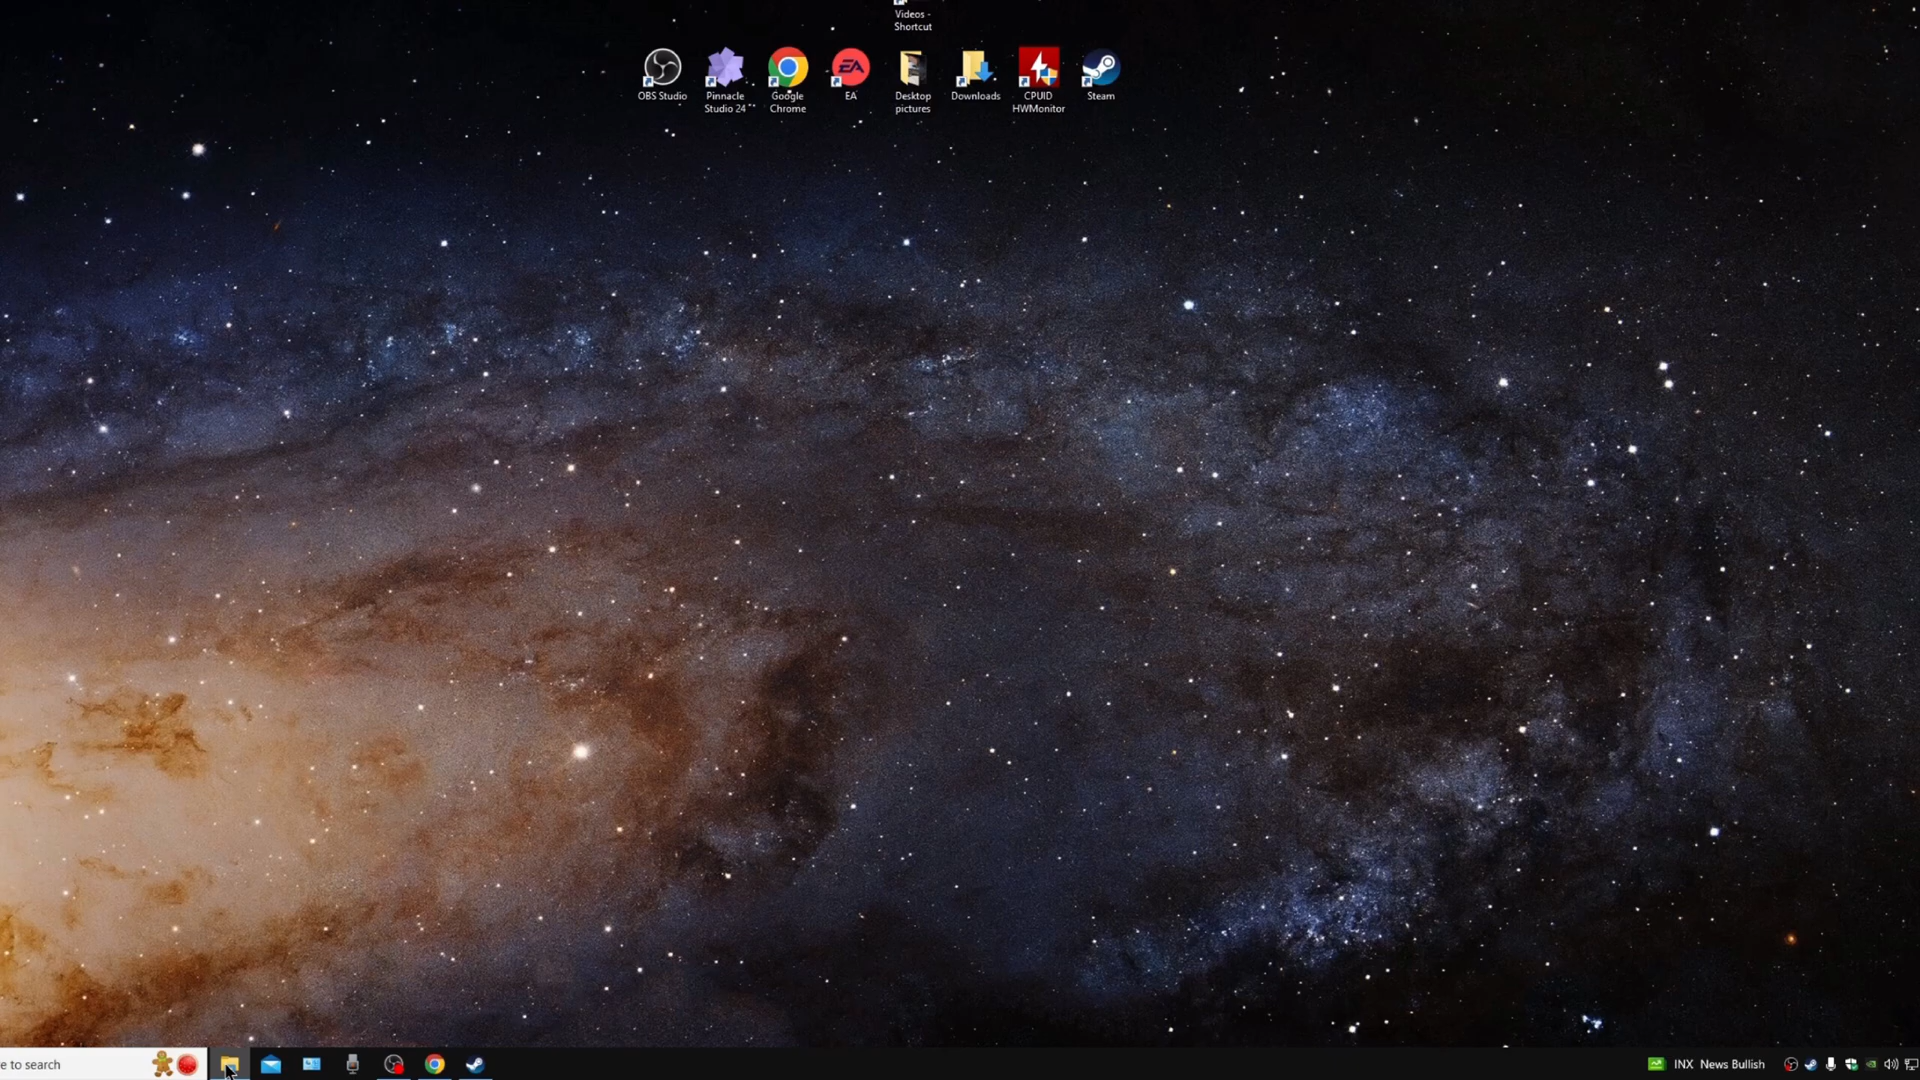 Videos -
Shortcut
OBS Studio
Pinnacle
Studio 24
Google
Chrome
EA
EA
Desktop
pictures
Downloads
CPUID
HWMonitor
Steam
e to search
INX News Bullish